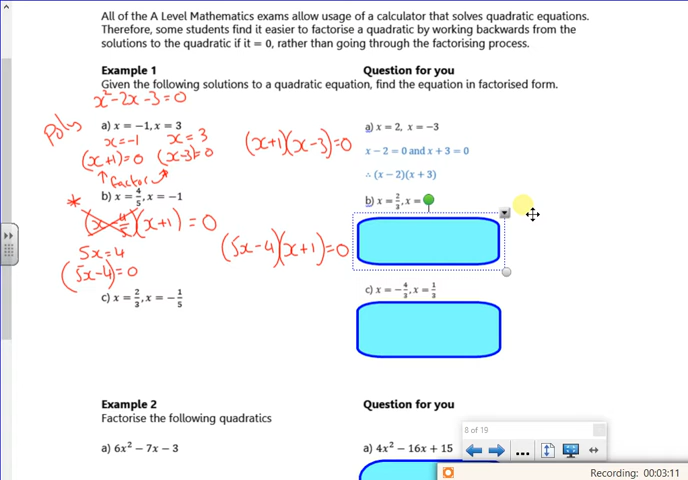 All of the A Level Mathematics exams allow usage of a calculator that solves quadratic equations.
Therefore, some students find it easier to factorise a quadratic by working backwards from the
solutions to the quadratic if it = 0, rather than going through the factorising process.
Example 1
Question for you
Given the following solutions to a quadratic equation, find the equation in factorised form.
x² - 2x - 3 = 0
Poly
a) x = −1, x = 3
x = -1
x = 3
(x+1) = 0
(x-3) = 0
(x+1)(x-3) = 0
↑ factor ↗
b) x = 4/5, x = −1
* (x - 4/5)(x+1) = 0
5x = 4
(5x-4) = 0
(5x-4)(x+1) = 0
c) x = 2/3, x = −1/5
a) x = 2, x = −3
x − 2 = 0 and x + 3 = 0
∴ (x − 2)(x + 3)
b) x = 2/3, x =
c) x = −4/3, x = 1/3
Example 2
Question for you
Factorise the following quadratics
a) 6x² − 7x − 3
a) 4x² − 16x + 15
8 of 19
Recording: 00:03:11